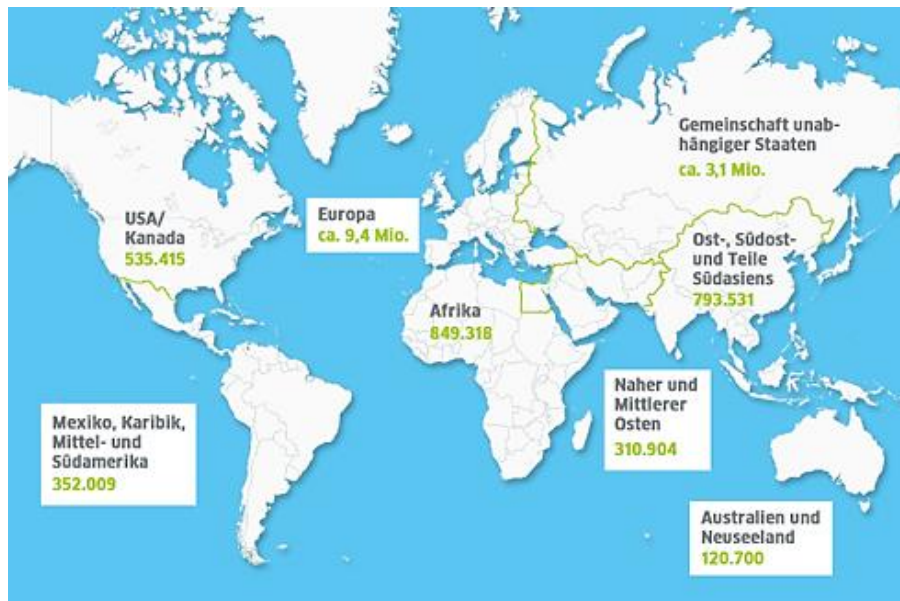 Gemeinschaft unab-
hängiger Staaten
ca. 3,1 Mio.
USA/
Kanada
535.415
Europa
ca. 9,4 Mio.
Ost-, Südost-
und Teile
Südasiens
793.531
Afrika
849.318
Naher und
Mittlerer
Osten
310.904
Mexiko, Karibik,
Mittel- und
Südamerika
352.009
Australien und
Neuseeland
120.700